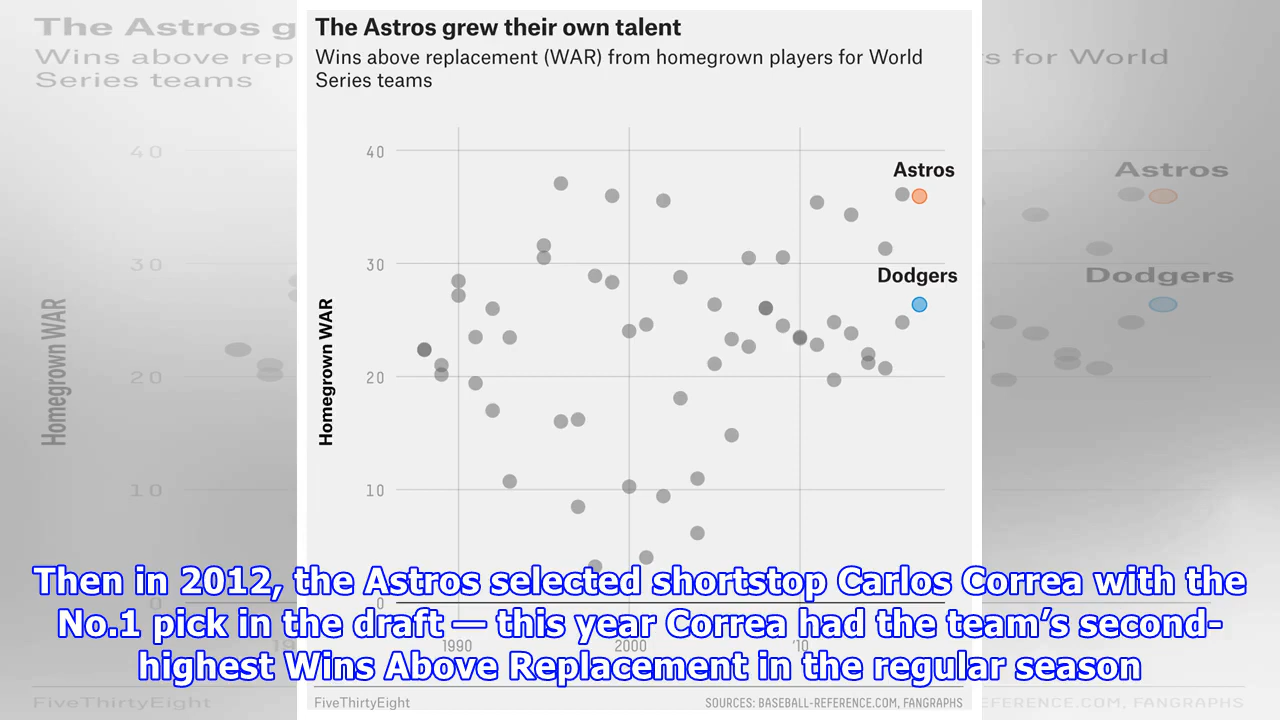 The Astros grew their own talent
Wins above replacement (WAR) from homegrown players for World
Series teams
40
Astros
30
Dodgers
Homegrown WAR
20
10
0
1990 2000 '10
Then in 2012, the Astros selected shortstop Carlos Correa with the
No.1 pick in the draft — this year Correa had the team’s second-
highest Wins Above Replacement in the regular season
FiveThirtyEight SOURCES: BASEBALL-REFERENCE.COM, FANGRAPHS